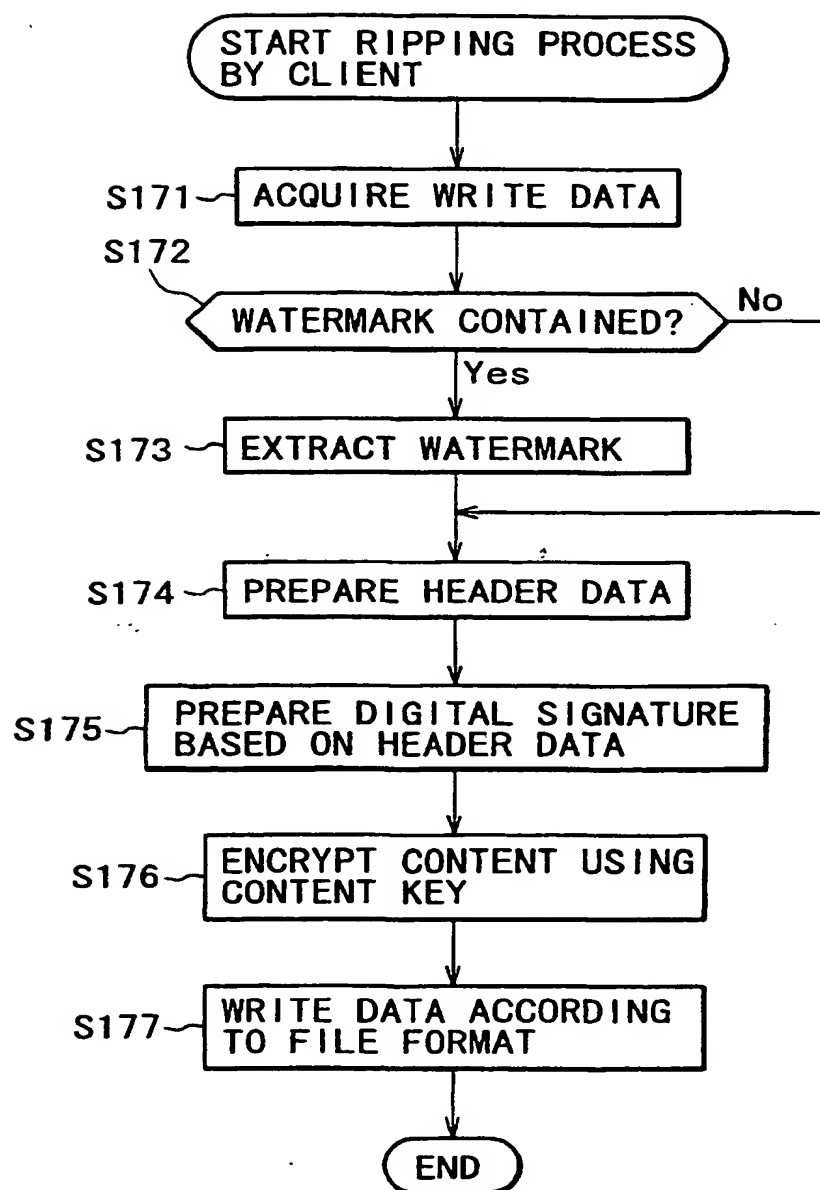 START RIPPING PROCESS
BY CLIENT
S171
ACQUIRE WRITE DATA
S172
WATERMARK CONTAINED?
No
Yes
S173
EXTRACT WATERMARK
S174
PREPARE HEADER DATA
S175
PREPARE DIGITAL SIGNATURE
BASED ON HEADER DATA
S176
ENCRYPT CONTENT USING
CONTENT KEY
S177
WRITE DATA ACCORDING
TO FILE FORMAT
END